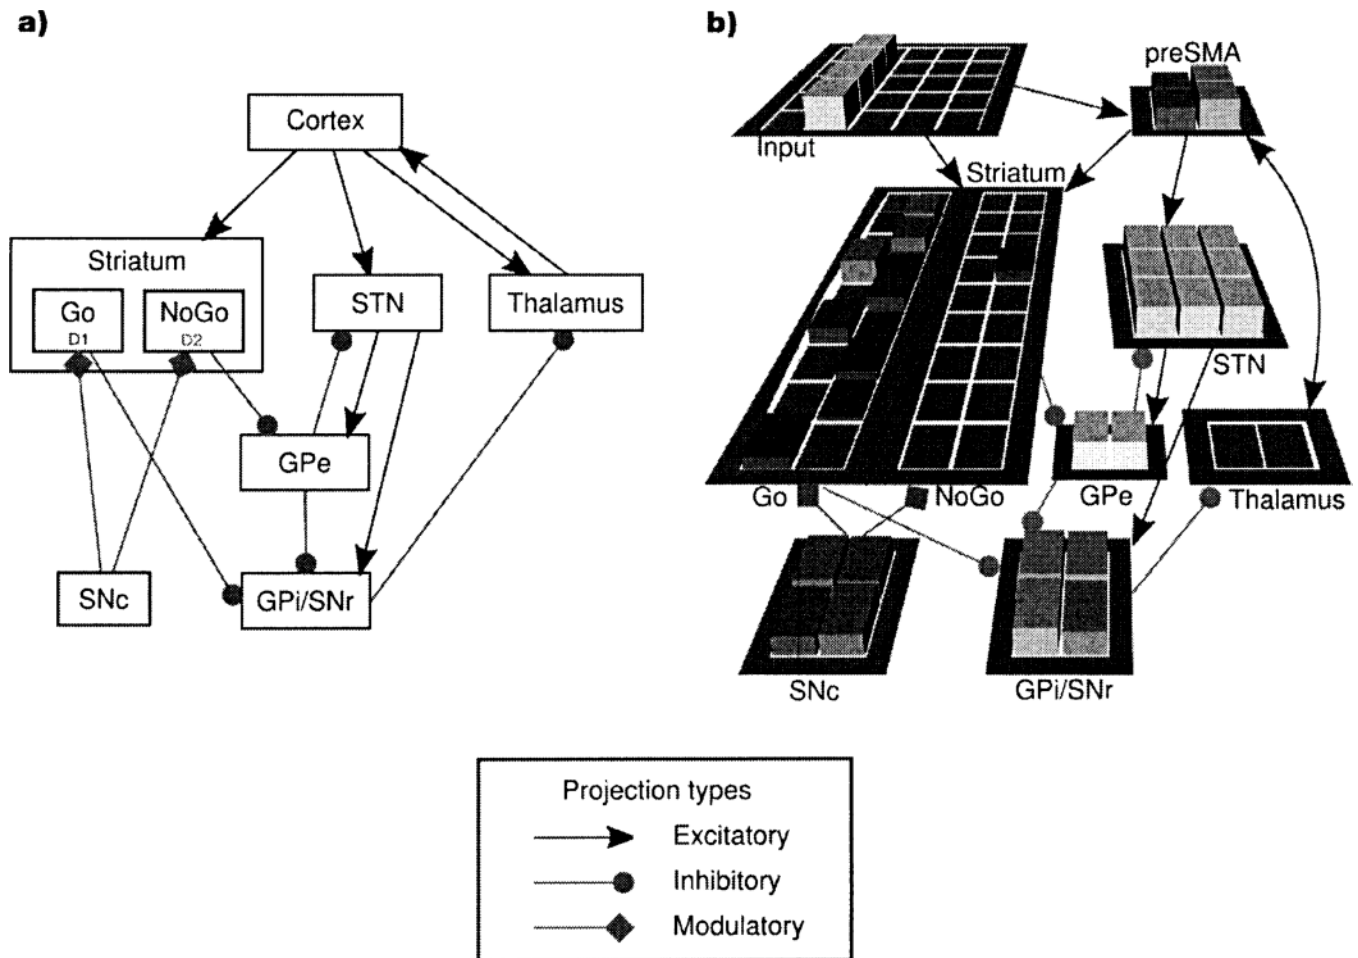 a)
Cortex
Striatum
Go
D1
NoGo
D2
STN
Thalamus
GPe
SNc
GPi/SNr
b)
preSMA
Input
Striatum
STN
Go
NoGo
GPe
Thalamus
SNc
GPi/SNr
Projection types
Excitatory
Inhibitory
Modulatory